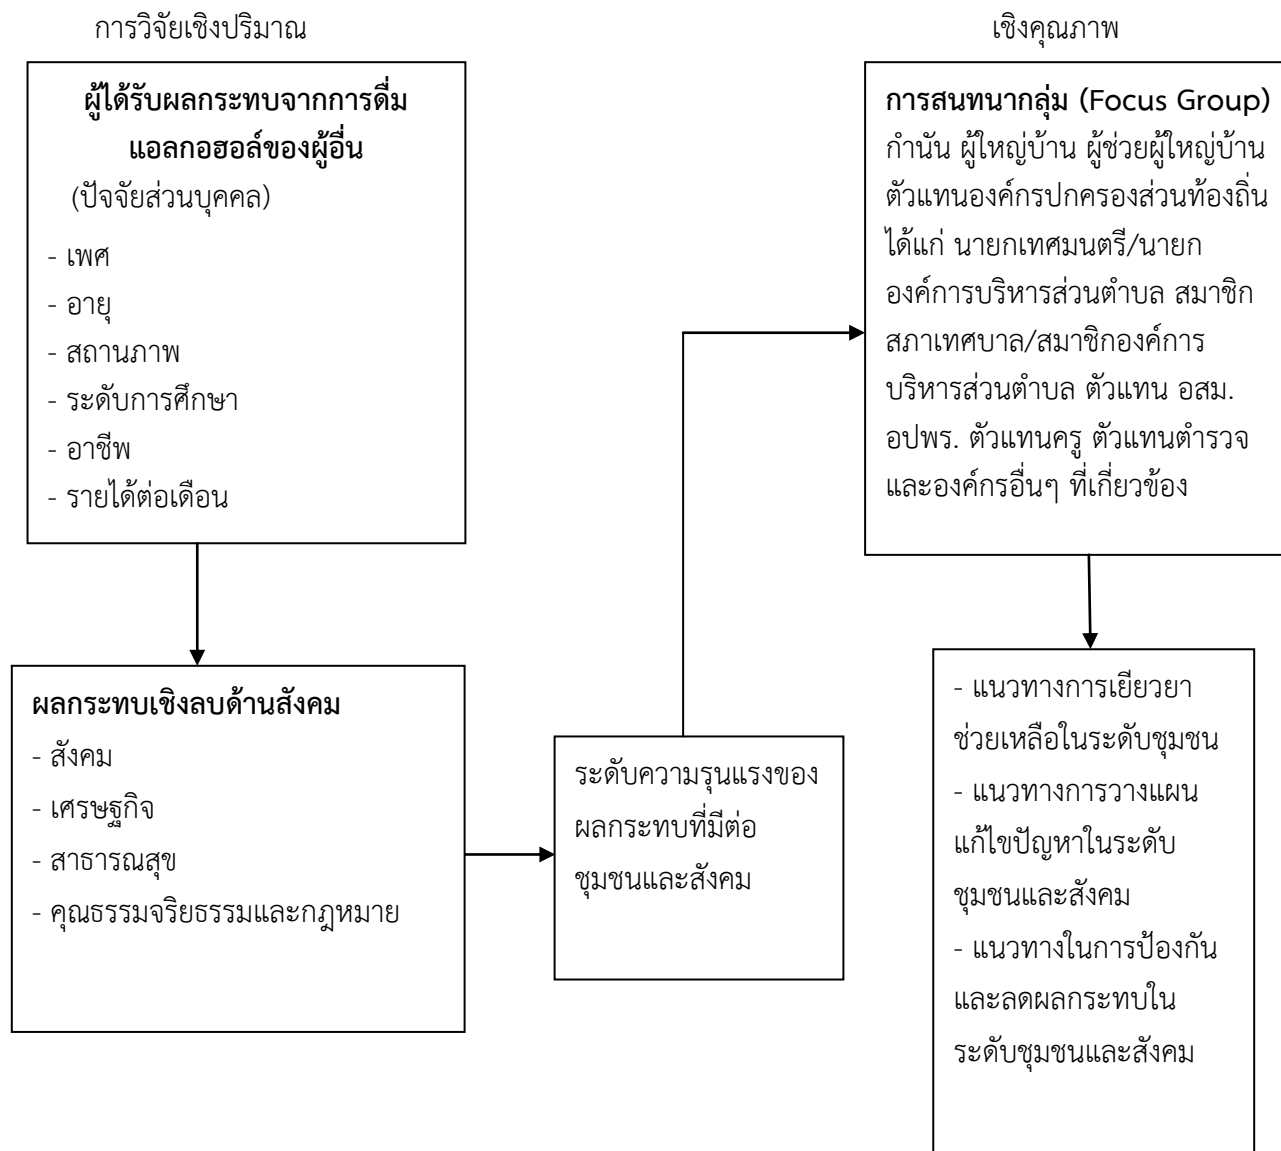 การวิจัยเชิงปริมาณ
เชิงคุณภาพ
ผู้ได้รับผลกระทบจากการดื่ม
แอลกอฮอล์ของผู้อื่น
(ปัจจัยส่วนบุคคล)
- เพศ
- อายุ
- สถานภาพ
- ระดับการศึกษา
- อาชีพ
- รายได้ต่อเดือน
ผลกระทบเชิงลบด้านสังคม
- สังคม
- เศรษฐกิจ
- สาธารณสุข
- คุณธรรมจริยธรรมและกฎหมาย
ระดับความรุนแรงของ
ผลกระทบที่มีต่อ
ชุมชนและสังคม
การสนทนากลุ่ม (Focus Group)
กำนัน ผู้ใหญ่บ้าน ผู้ช่วยผู้ใหญ่บ้าน
ตัวแทนองค์กรปกครองส่วนท้องถิ่น
ได้แก่ นายกเทศมนตรี/นายก
องค์การบริหารส่วนตำบล สมาชิก
สภาเทศบาล/สมาชิกองค์การ
บริหารส่วนตำบล ตัวแทน อสม.
อปพร. ตัวแทนครู ตัวแทนตำรวจ
และองค์กรอื่นๆ ที่เกี่ยวข้อง
- แนวทางการเยียวยา
ช่วยเหลือในระดับชุมชน
- แนวทางการวางแผน
แก้ไขปัญหาในระดับ
ชุมชนและสังคม
- แนวทางในการป้องกัน
และลดผลกระทบใน
ระดับชุมชนและสังคม